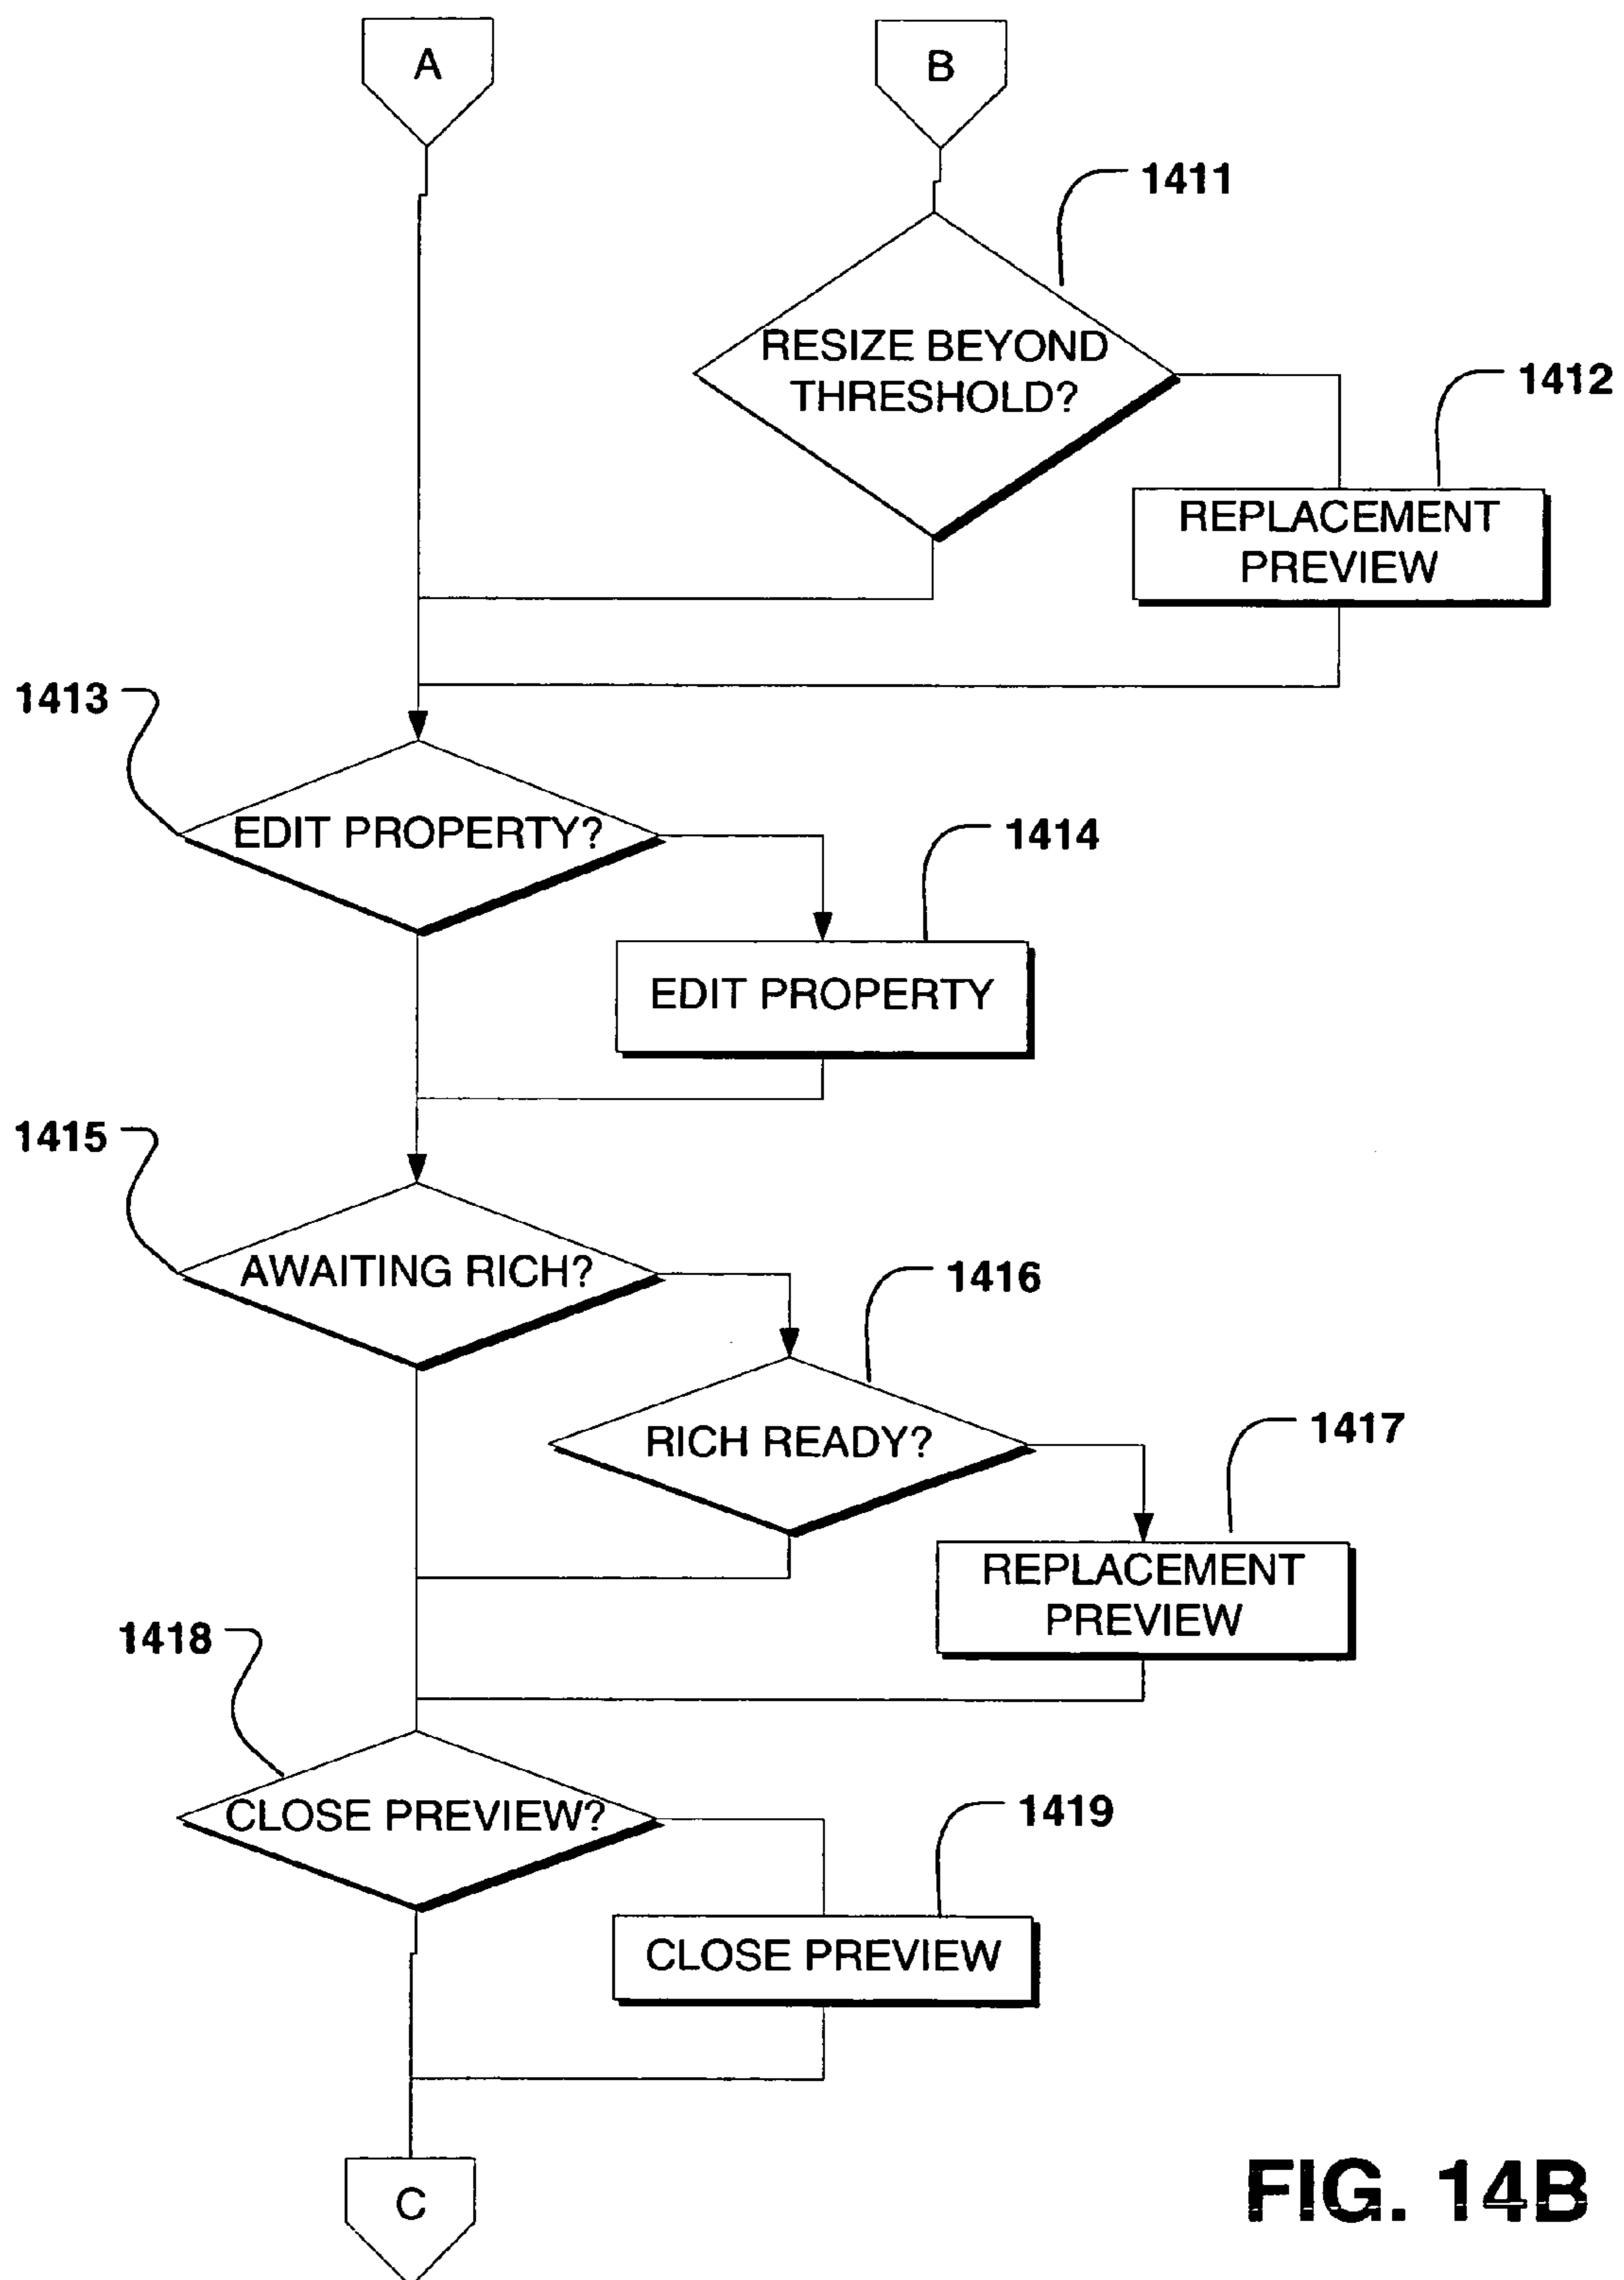 A
B
1411
RESIZE BEYOND
THRESHOLD?
1412
REPLACEMENT
PREVIEW
1413
EDIT PROPERTY?
1414
EDIT PROPERTY
1415
AWAITING RICH?
1416
RICH READY?
1417
REPLACEMENT
PREVIEW
1418
CLOSE PREVIEW?
1419
CLOSE PREVIEW
C
FIG. 14B